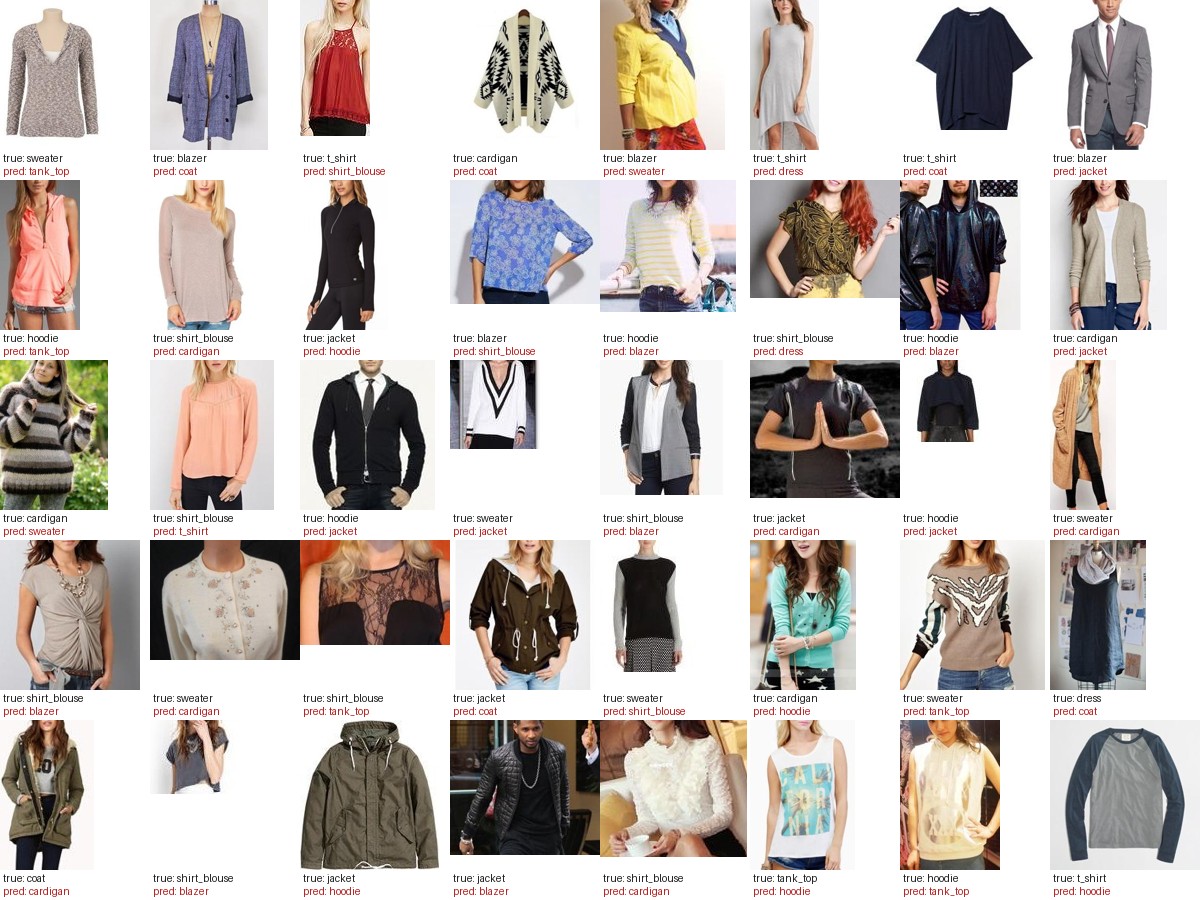 true: sweater
pred: tank_top
true: blazer
pred: coat
true: t_shirt
pred: shirt_blouse
true: cardigan
pred: coat
true: blazer
pred: sweater
true: t_shirt
pred: dress
true: t_shirt
pred: coat
true: blazer
pred: jacket
true: hoodie
pred: tank_top
true: shirt_blouse
pred: cardigan
true: jacket
pred: hoodie
true: blazer
pred: shirt_blouse
true: hoodie
pred: blazer
true: shirt_blouse
pred: dress
true: hoodie
pred: blazer
true: cardigan
pred: jacket
true: cardigan
pred: sweater
true: shirt_blouse
pred: t_shirt
true: hoodie
pred: jacket
true: sweater
pred: jacket
true: shirt_blouse
pred: blazer
true: jacket
pred: cardigan
true: hoodie
pred: jacket
true: sweater
pred: cardigan
true: shirt_blouse
pred: blazer
true: sweater
pred: cardigan
true: shirt_blouse
pred: tank_top
true: jacket
pred: coat
true: sweater
pred: shirt_blouse
true: cardigan
pred: hoodie
true: sweater
pred: tank_top
true: dress
pred: coat
true: coat
pred: cardigan
true: shirt_blouse
pred: blazer
true: jacket
pred: hoodie
true: jacket
pred: blazer
true: shirt_blouse
pred: cardigan
CAL
IFOR
NIA
true: tank_top
pred: hoodie
true: hoodie
pred: tank_top
true: t_shirt
pred: hoodie